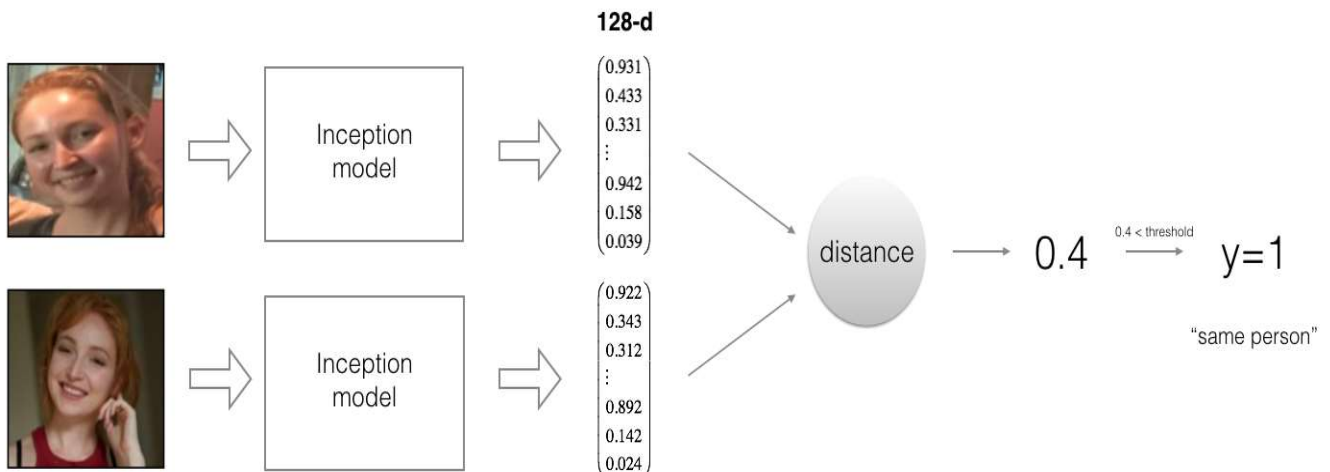 128-d
Inception
model
0.931
0.433
0.331
⋮
0.942
0.158
0.039
Inception
model
0.922
0.343
0.312
⋮
0.892
0.142
0.024
distance
0.4
0.4 < threshold
y=1
“same person”